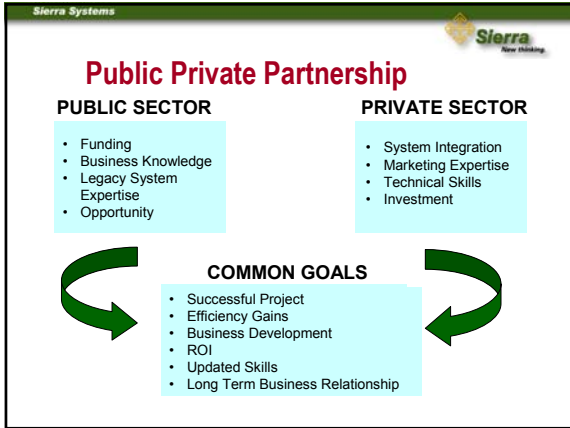 Sierra Systems
Sierra
New thinking.
Public Private Partnership
PUBLIC SECTOR
• Funding
• Business Knowledge
• Legacy System
Expertise
• Opportunity
PRIVATE SECTOR
• System Integration
• Marketing Expertise
• Technical Skills
• Investment
COMMON GOALS
• Successful Project
• Efficiency Gains
• Business Development
• ROI
• Updated Skills
• Long Term Business Relationship